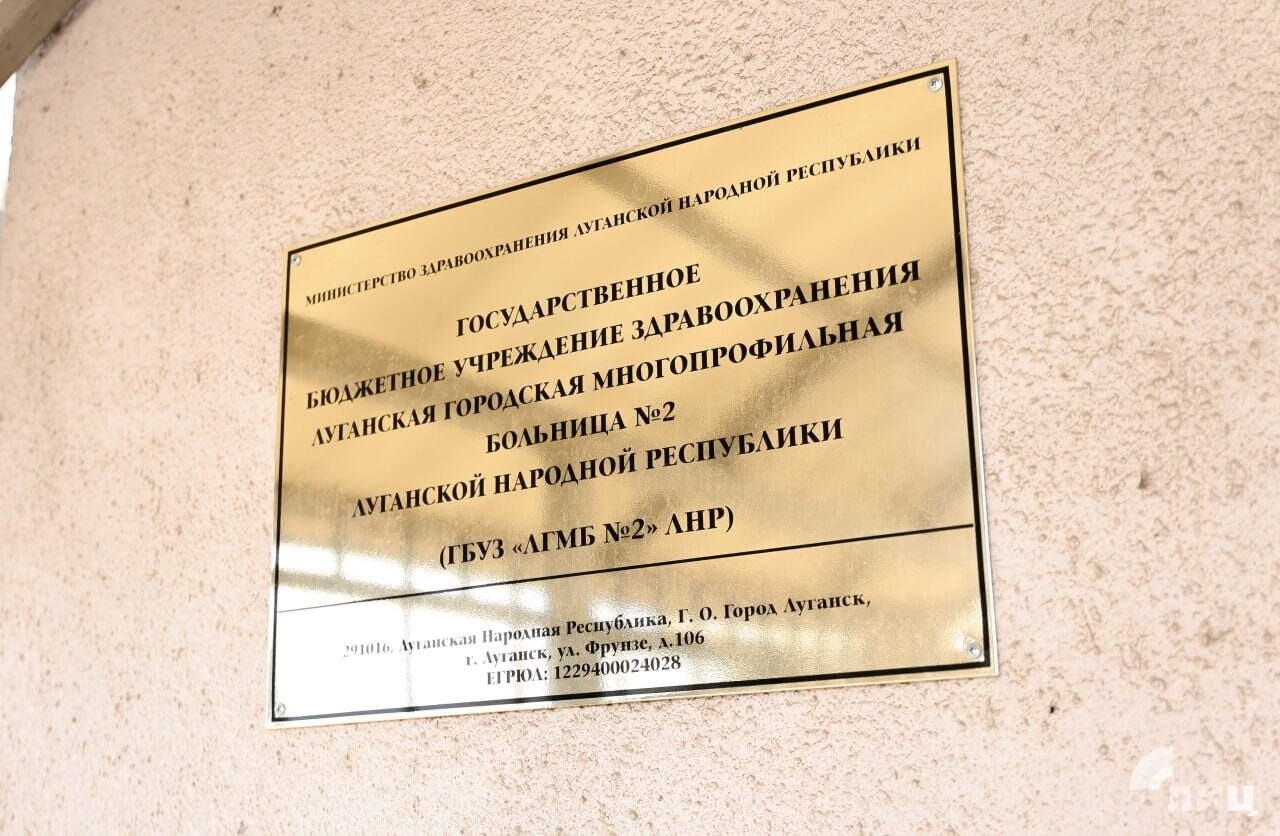 МИНИСТЕРСТВО ЗДРАВООХРАНЕНИЯ ЛУГАНСКОЙ НАРОДНОЙ РЕСПУБЛИКИ
ГОСУДАРСТВЕННОЕ
БЮДЖЕТНОЕ УЧРЕЖДЕНИЕ ЗДРАВООХРАНЕНИЯ
ЛУГАНСКАЯ ГОРОДСКАЯ МНОГОПРОФИЛЬНАЯ
БОЛЬНИЦА №2
ЛУГАНСКОЙ НАРОДНОЙ РЕСПУБЛИКИ
(ГБУЗ «ЛГМБ №2» ЛНР)
291016, Луганская Народная Республика, Г. О. Город Луганск,
г. Луганск, ул. Фрунзе, д.106
ЕГРЮЛ: 1229400024028
лиц